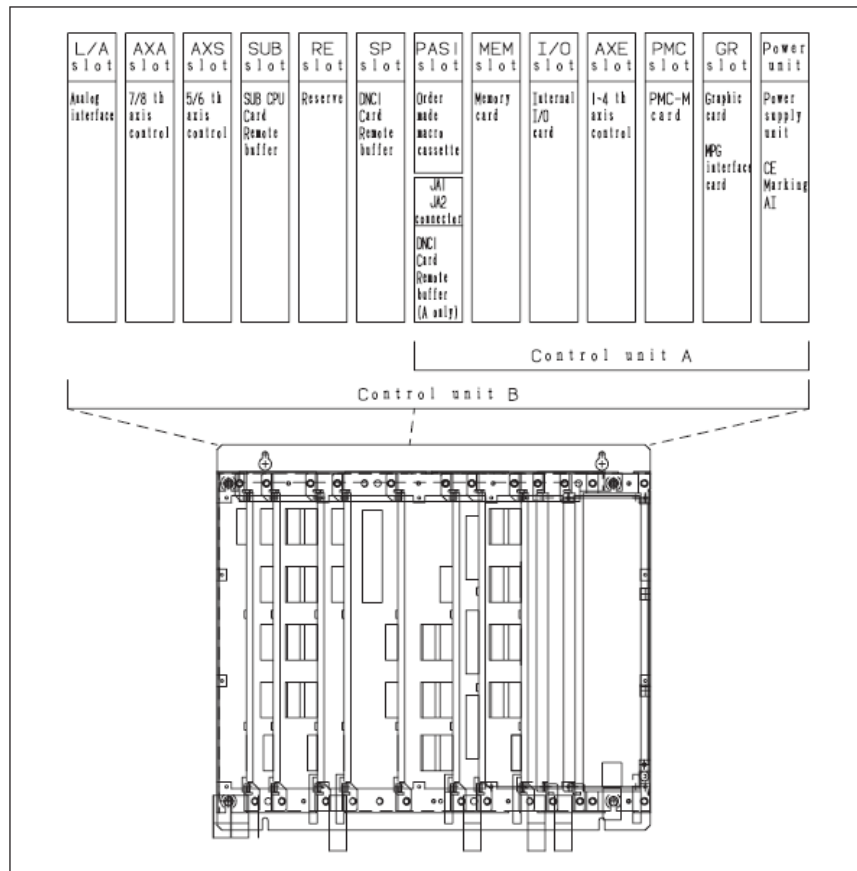 L/A
slot
Analog
interface
AXA
slot
7/8 th
axis
control
AXS
slot
5/6 th
axis
control
SUB
slot
SUB CPU
Card
Remote
buffer
RE
slot
Reserve
SP
slot
DNC1
Card
Remote
buffer
PAS1
slot
Order
made
macro
cassette
JA1
JA2
connector
DNC1
Card
Remote
buffer
(A only)
MEM
slot
Memory
card
I/O
slot
Internal
I/O
card
AXE
slot
1-4 th
axis
control
PMC
slot
PMC-M
card
GR
slot
Graphic
card
MPG
interface
card
Power
unit
Power
supply
unit
CE
Marking
AI
Control unit A
Control unit B